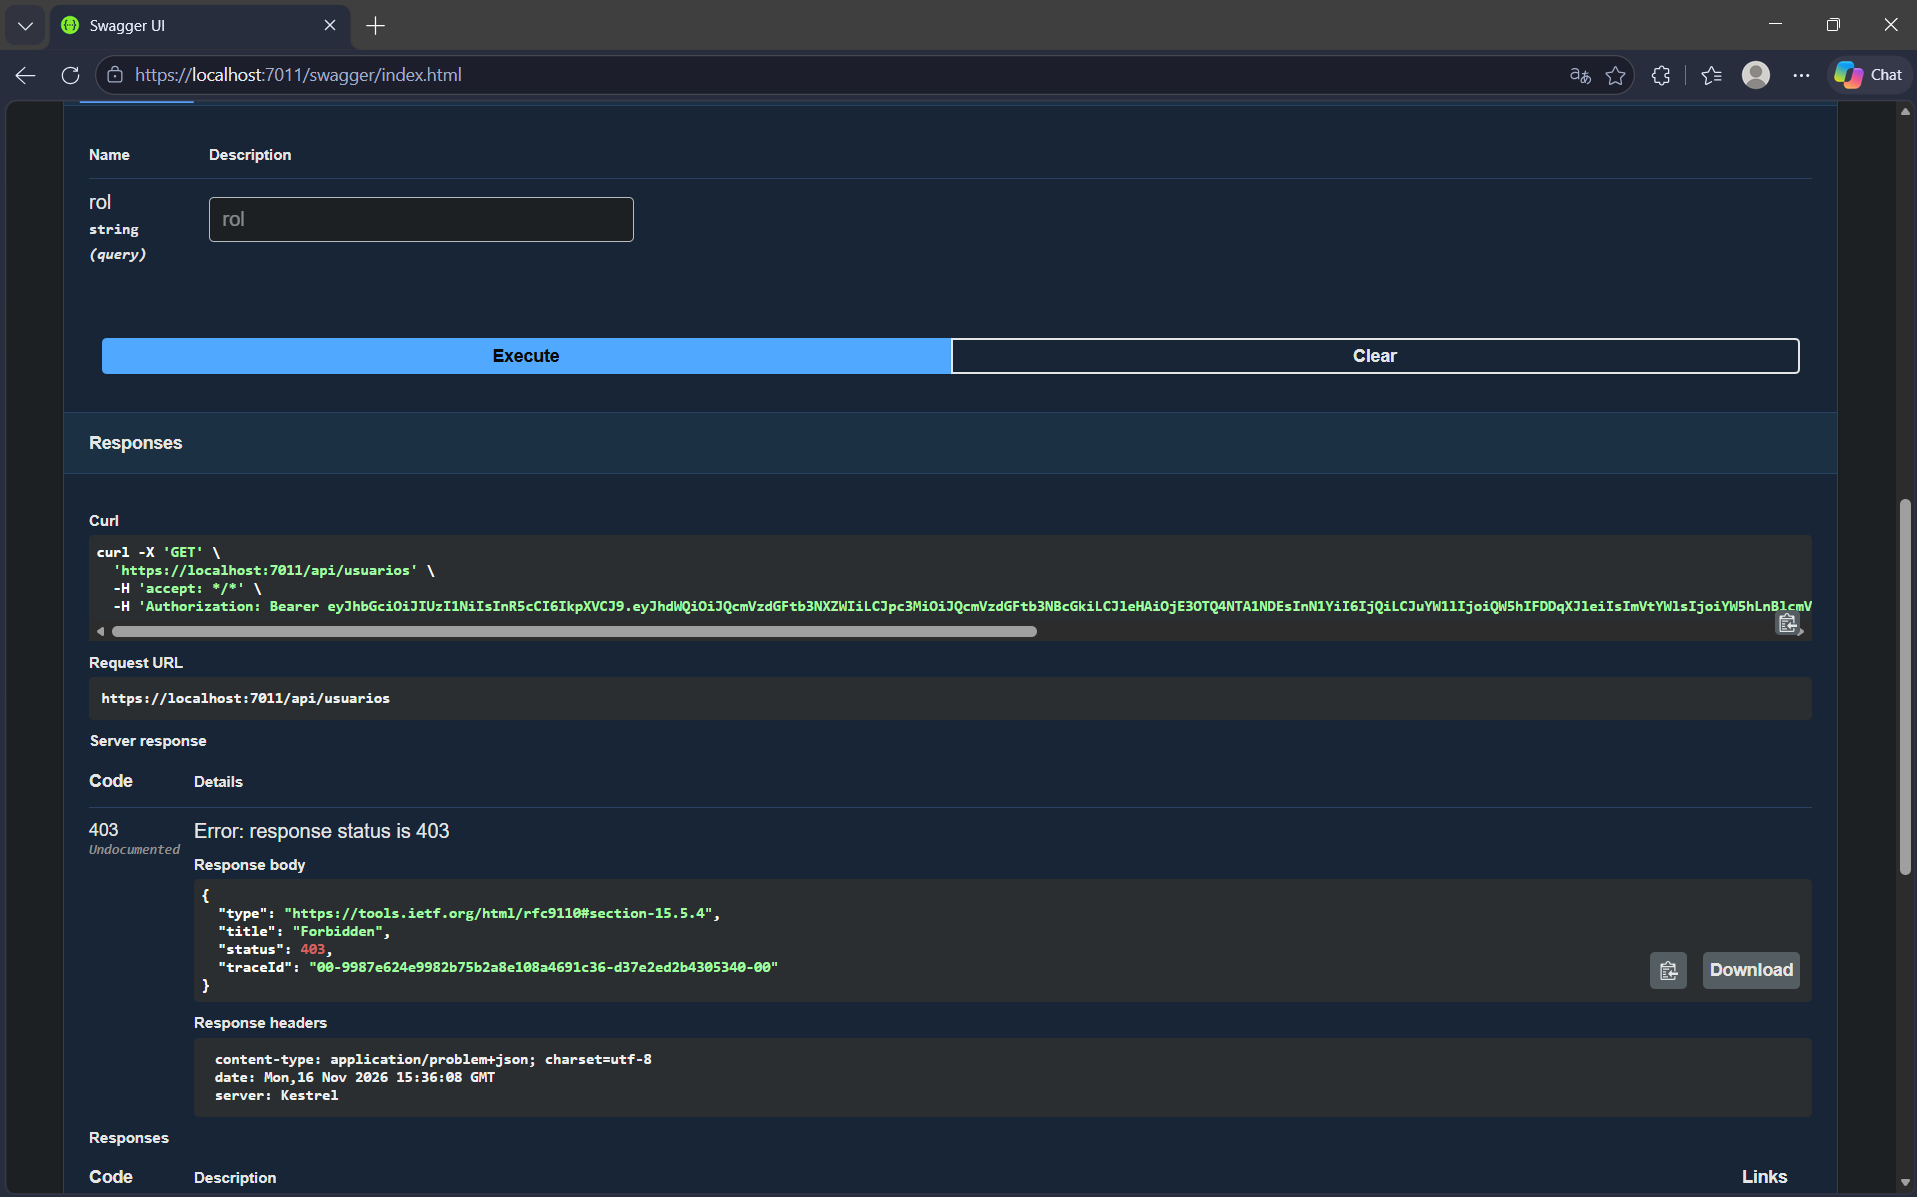 Swagger UI
https://localhost:7011/swagger/index.html
Chat
Name Description
rol
string
(query)
rol
Execute Clear
Responses
Curl
curl -X 'GET' \
'https://localhost:7011/api/usuarios' \
-H 'accept: */*' \
-H 'Authorization: Bearer eyJhbGciOiJIUzI1NiIsInR5cCI6IkpXVCJ9.eyJhdWQiOiJQcmVzdGFtb3NXZWIiLCJpc3MiOiJQcmVzdGFtb3NBcGkiLCJleHAiOjE3OTQ4NTA1NDEsInN1YiI6IjQiLCJuYW1lIjoiQW5hIFDDqXJleiIsImVtYWlsIjoiYW5hLnBlcmV
Request URL
https://localhost:7011/api/usuarios
Server response
Code Details
403
Undocumented
Error: response status is 403
Response body
{
"type": "https://tools.ietf.org/html/rfc9110#section-15.5.4",
"title": "Forbidden",
"status": 403,
"traceId": "00-9987e624e9982b75b2a8e108a4691c36-d37e2ed2b4305340-00"
}
Download
Response headers
content-type: application/problem+json; charset=utf-8
date: Mon,16 Nov 2026 15:36:08 GMT
server: Kestrel
Responses
Code Description Links